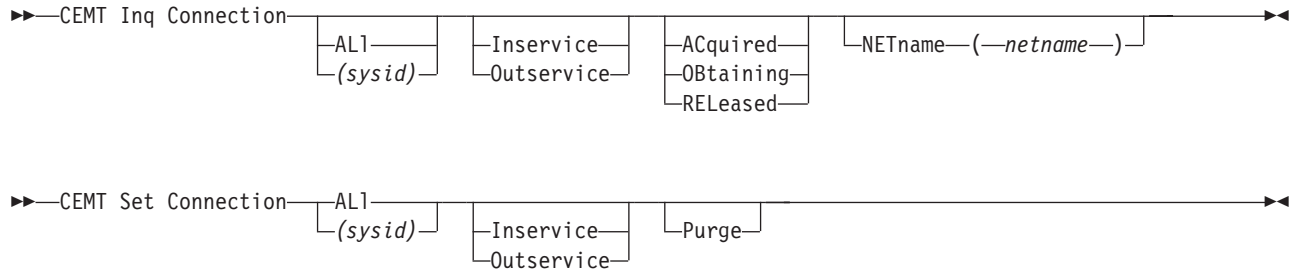 CEMT Inq Connection
ALl Inservice ACquired NETname ( netname )
(sysid) Outservice OBtaining
RELeased
CEMT Set Connection ALl
(sysid) Inservice Purge
Outservice